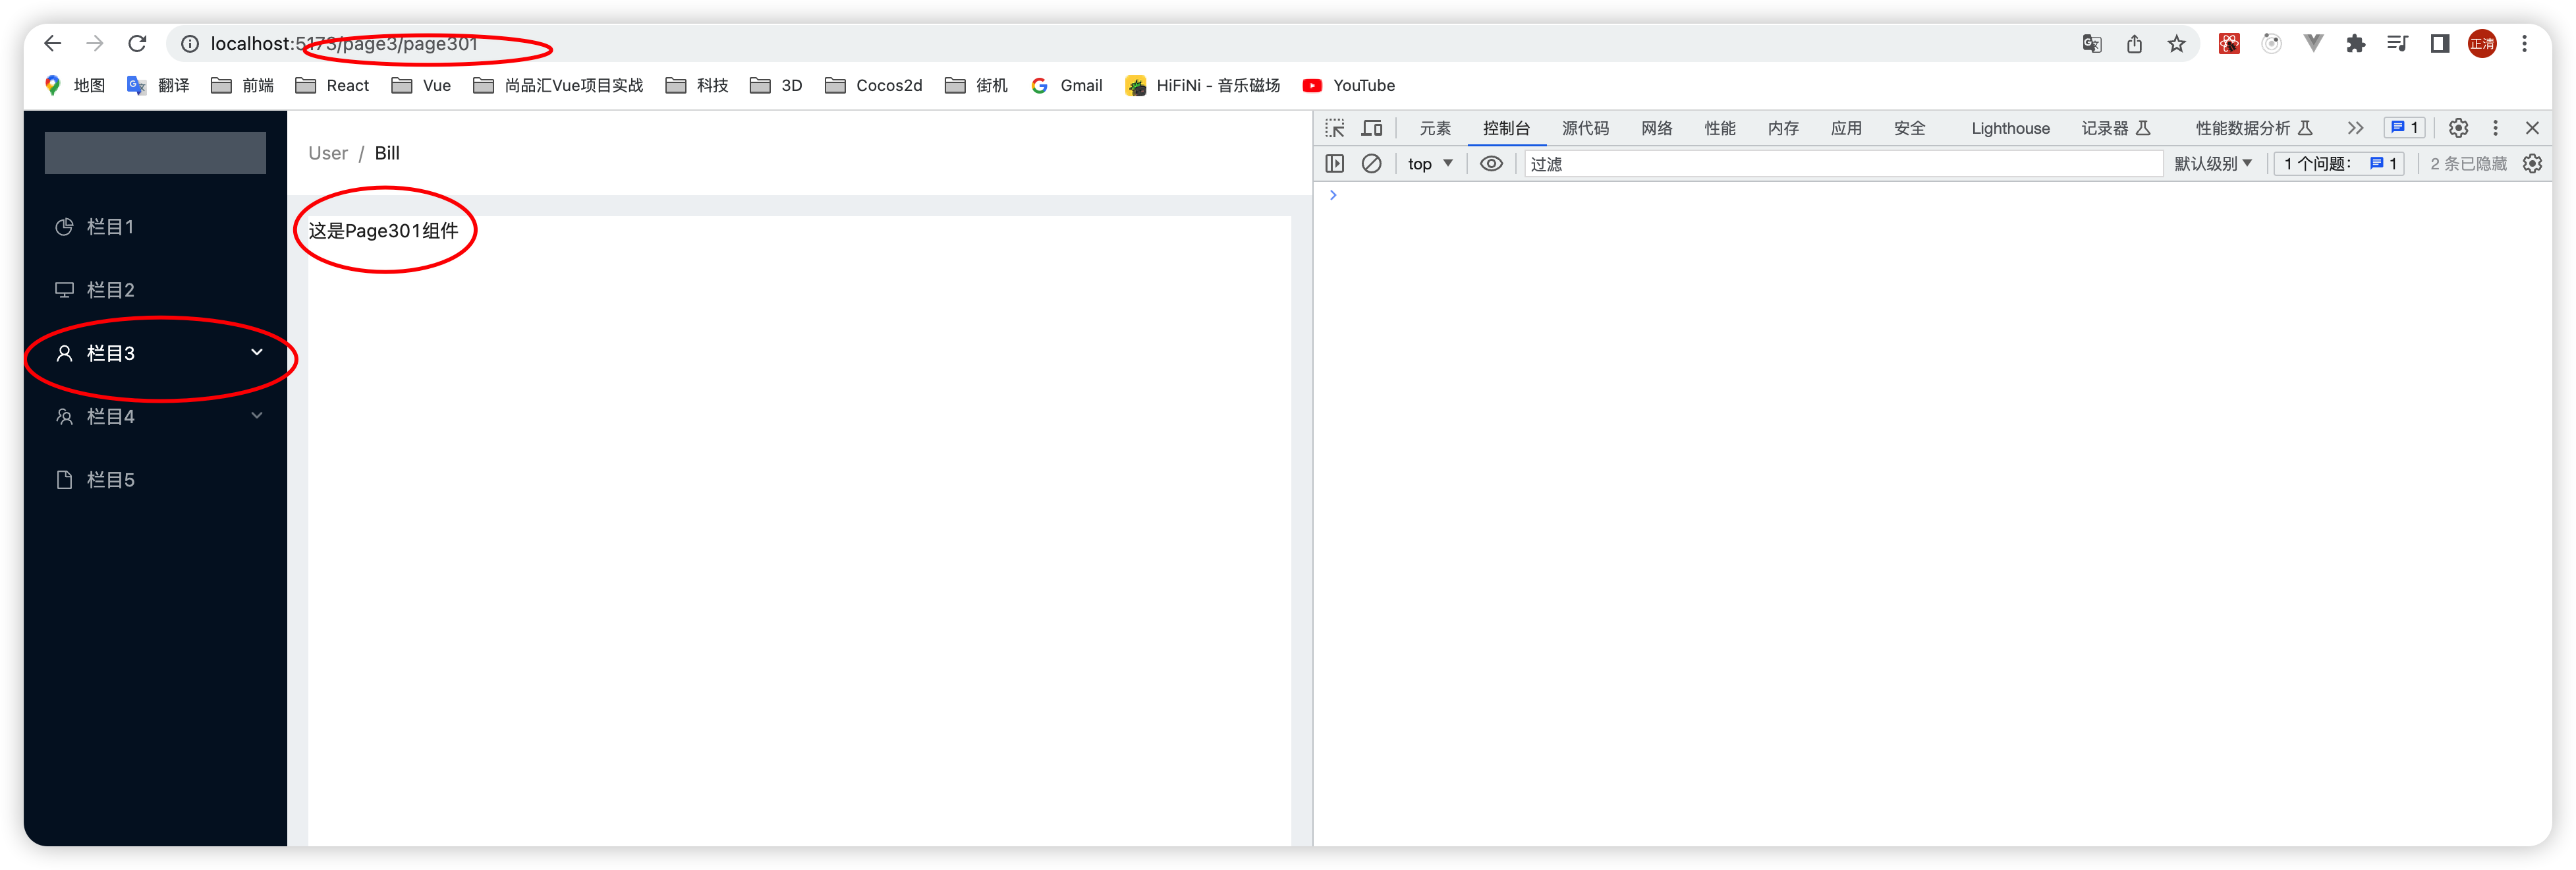 localhost:5173/page3/page301
正清
地图 翻译 前端 React Vue 尚品汇Vue项目实战 科技 3D Cocos2d 街机 Gmail HiFiNi - 音乐磁场 YouTube
User / Bill
这是Page301组件
栏目1
栏目2
栏目3
栏目4
栏目5
元素 控制台 源代码 网络 性能 内存 应用 安全 Lighthouse 记录器 性能数据分析 1
top 过滤 默认级别 1 个问题: 1 2 条已隐藏